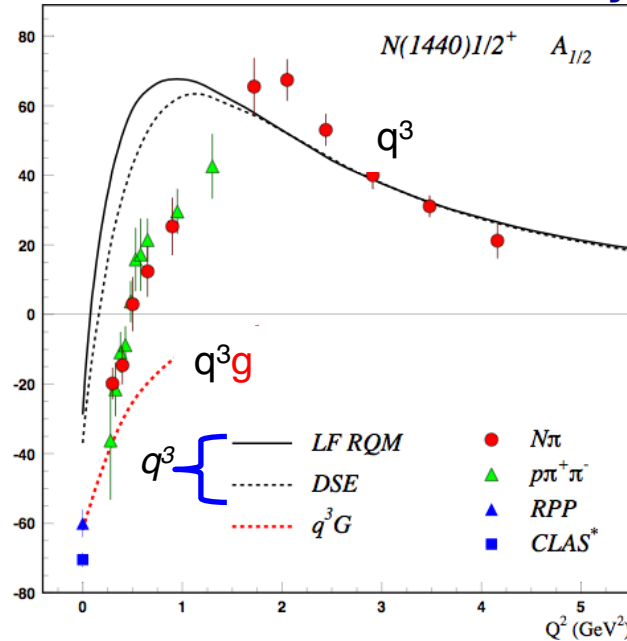 N(1440)1/2⁺ A₁/₂
80
60
40
20
0
-20
-40
-60
-80
q³
q³g
q³
LF RQM
DSE
q³G
Nπ
pπ⁺π⁻
RPP
CLAS*
0 1 2 3 4 5
Q² (GeV²)